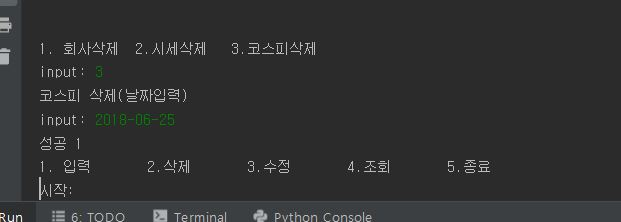 1. 회사삭제 2.시세삭제 3.코스피삭제
input: 3
코스피 삭제(날짜입력)
input: 2018-06-25
성공 1
1. 입력 2.삭제 3.수정 4.조회 5.종료
시작:
Run 6: TODO Terminal Python Console